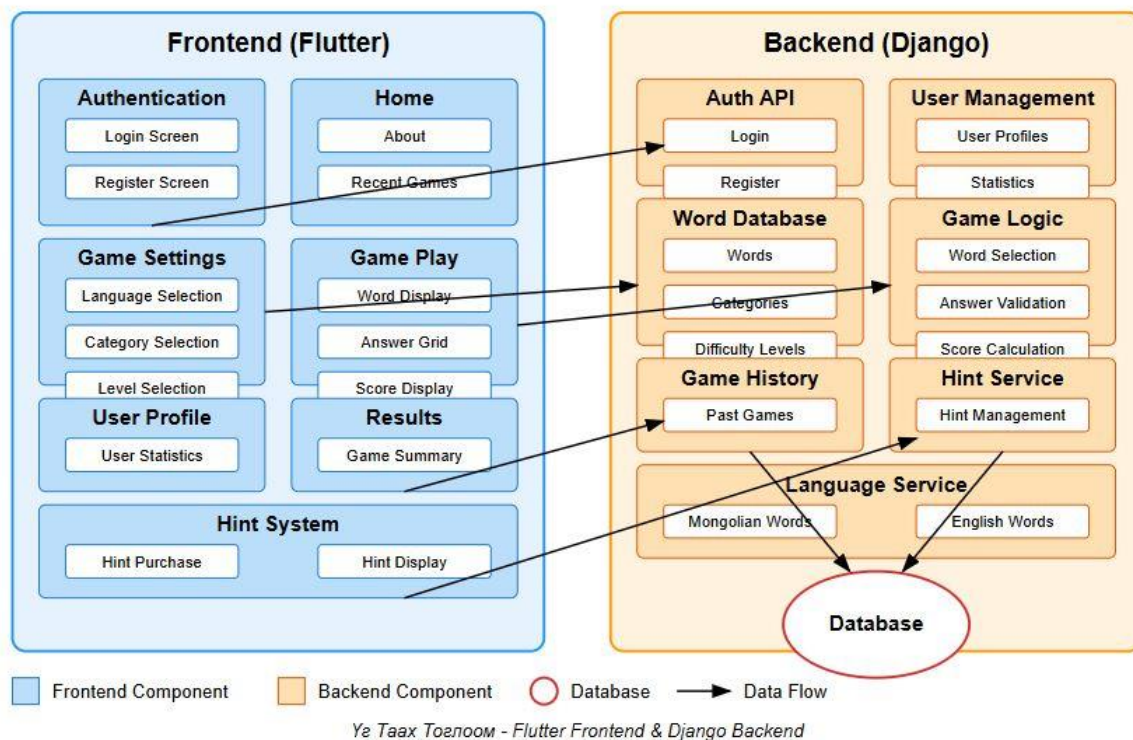 Frontend (Flutter)
Authentication
Login Screen
Register Screen
Home
About
Recent Games
Game Settings
Language Selection
Category Selection
Level Selection
Game Play
Word Display
Answer Grid
Score Display
User Profile
User Statistics
Results
Game Summary
Hint System
Hint Purchase
Hint Display
Backend (Django)
Auth API
Login
Register
User Management
User Profiles
Statistics
Word Database
Words
Categories
Difficulty Levels
Game Logic
Word Selection
Answer Validation
Score Calculation
Game History
Past Games
Hint Service
Hint Management
Language Service
Mongolian Words
English Words
Database
Frontend Component
Backend Component
Database
Data Flow
Үг Таах Тоглоом - Flutter Frontend & Django Backend